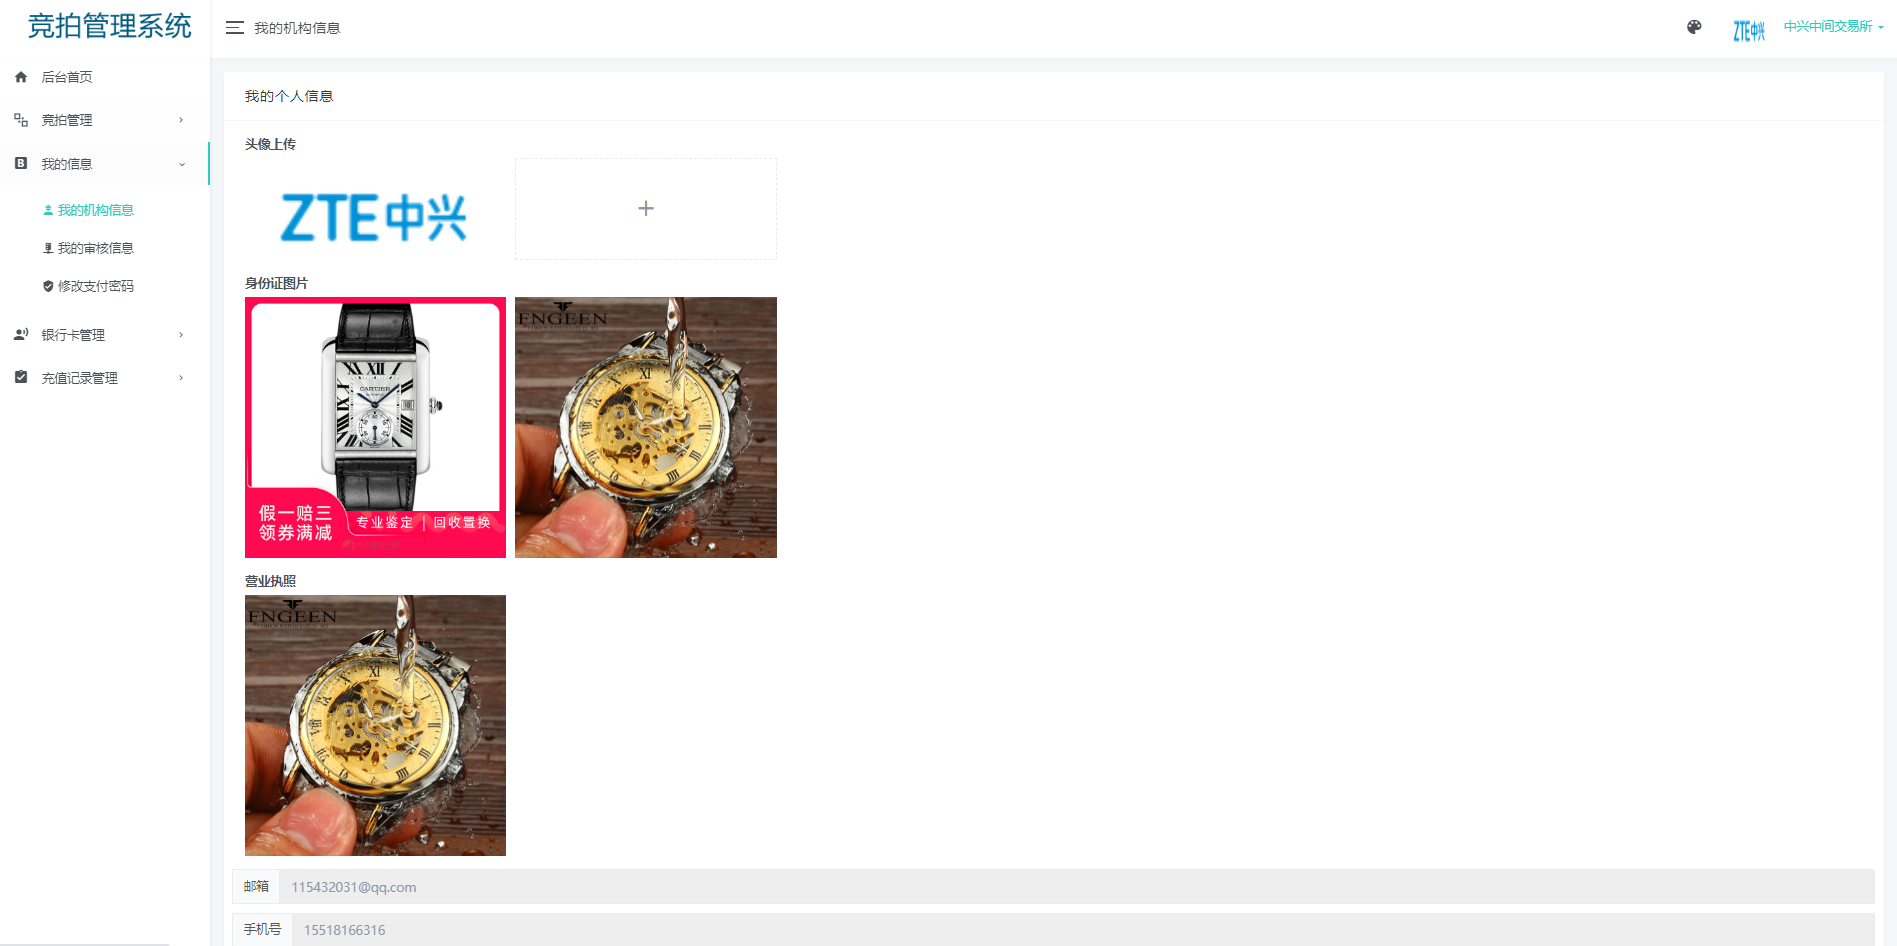 竞拍管理系统
我的机构信息
ZTE中兴
中兴中间交易所
后台首页
竞拍管理
我的信息
我的机构信息
我的审核信息
修改支付密码
银行卡管理
充值记录管理
我的个人信息
头像上传
ZTE中兴
身份证图片
CARTIER
假一赔三
领券满减
专业鉴定 | 回收置换
FNGEEN
营业执照
FNGEEN
邮箱
115432031@qq.com
手机号
15518166316